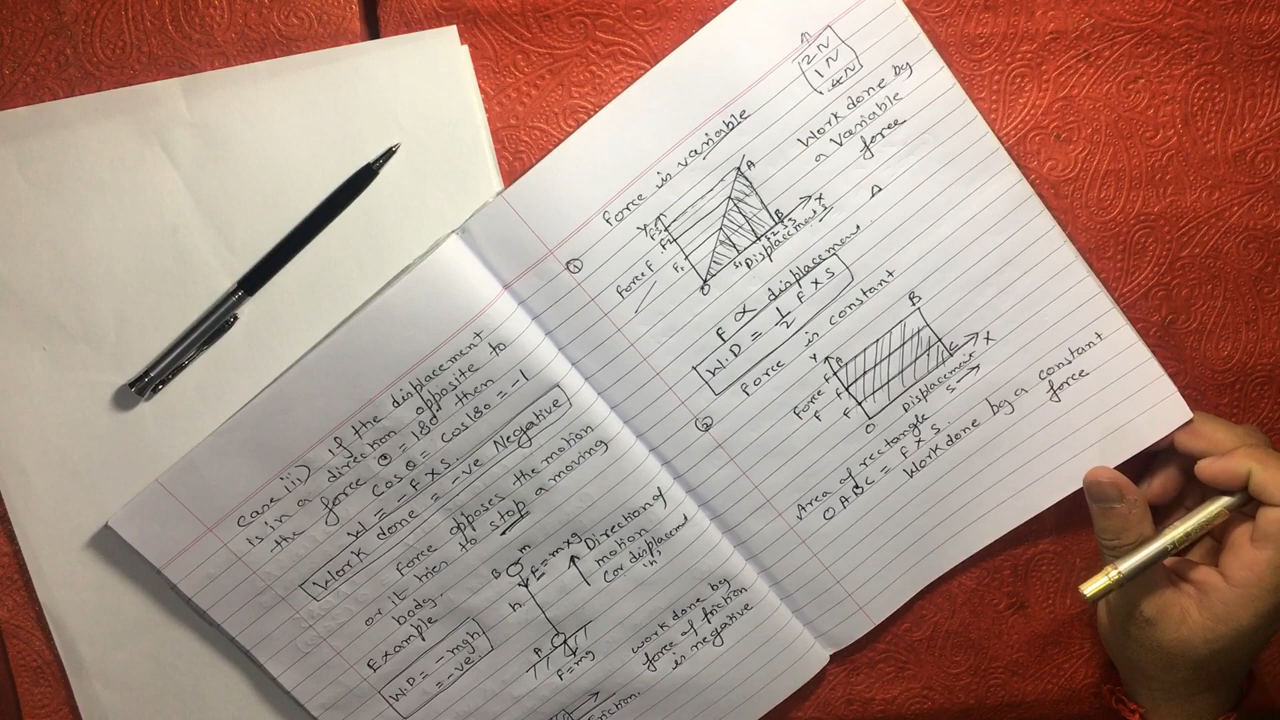 case iii) If the displacement
is in a direction opposite to
the force θ = 180° then
cos θ = cos 180 = -1
W = - F x S.
Work done = -ve Negative
Force opposes the motion
or it tries to stop a moving
body.
Example
W.D = - mgh
= -ve.
B m
F = mxg
h
A
F = mg
Direction of
motion
(or displacement
'h'
work done by
force of friction
is negative
friction.
① Force is variable
2N
1N
4N
Work done by
a variable
force
Y
F3
F2
F1
Force F
O
A
B
X
S1 S2 S3
Displacement S
F ∝ displacement
W.D = 1/2 F x S
② Force is constant
Y
A
B
F
F
F
Force
F
O
C
X
Displacement
S →
Area of rectangle
OABC = F x S.
Work done by a constant
force